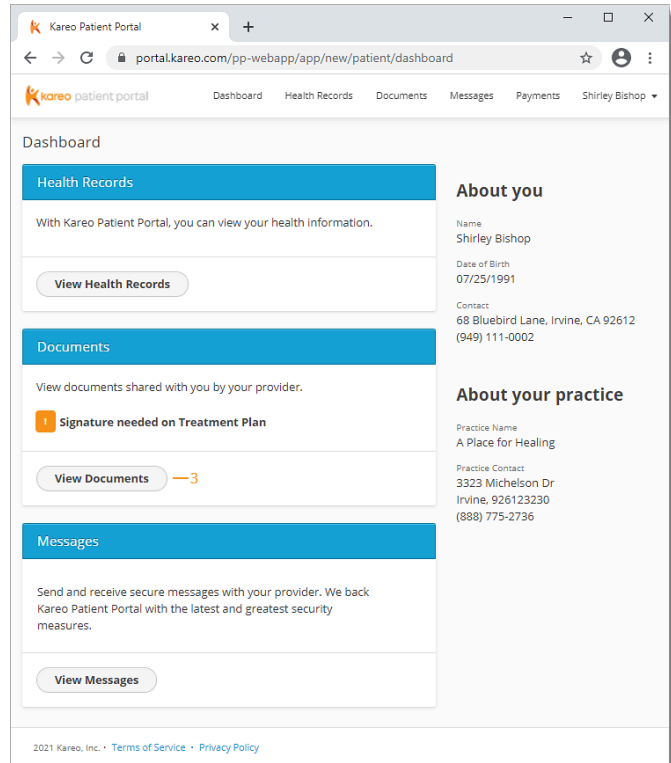 Kareo Patient Portal
portal.kareo.com/pp-webapp/app/new/patient/dashboard
kareo patient portal Dashboard Health Records Documents Messages Payments Shirley Bishop
Dashboard
Health Records
With Kareo Patient Portal, you can view your health information.
View Health Records
Documents
View documents shared with you by your provider.
! Signature needed on Treatment Plan
View Documents —3
Messages
Send and receive secure messages with your provider. We back
Kareo Patient Portal with the latest and greatest security
measures.
View Messages
About you
Name
Shirley Bishop
Date of Birth
07/25/1991
Contact
68 Bluebird Lane, Irvine, CA 92612
(949) 111-0002
About your practice
Practice Name
A Place for Healing
Practice Contact
3323 Michelson Dr
Irvine, 926123230
(888) 775-2736
2021 Kareo, Inc. • Terms of Service • Privacy Policy